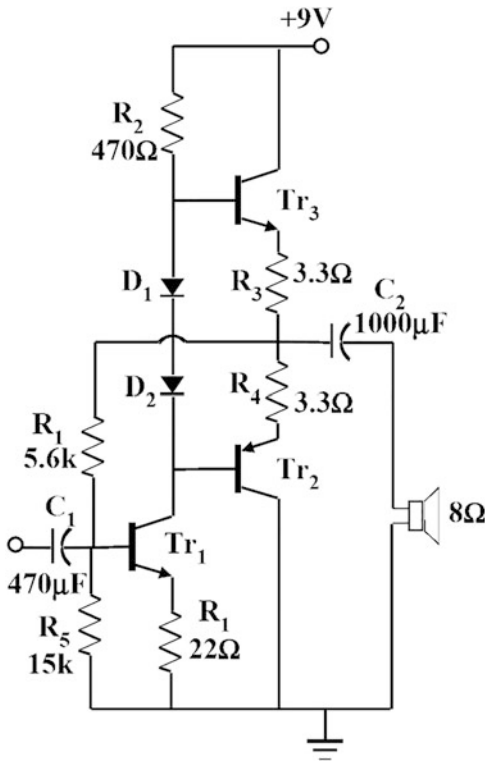 +9V
R₂
470Ω
Tr₃
D₁
R₃
3.3Ω
C₂
1000μF
D₂
R₄
3.3Ω
R₁
5.6k
Tr₂
C₁
Tr₁
8Ω
470μF
R₅
15k
R₁
22Ω